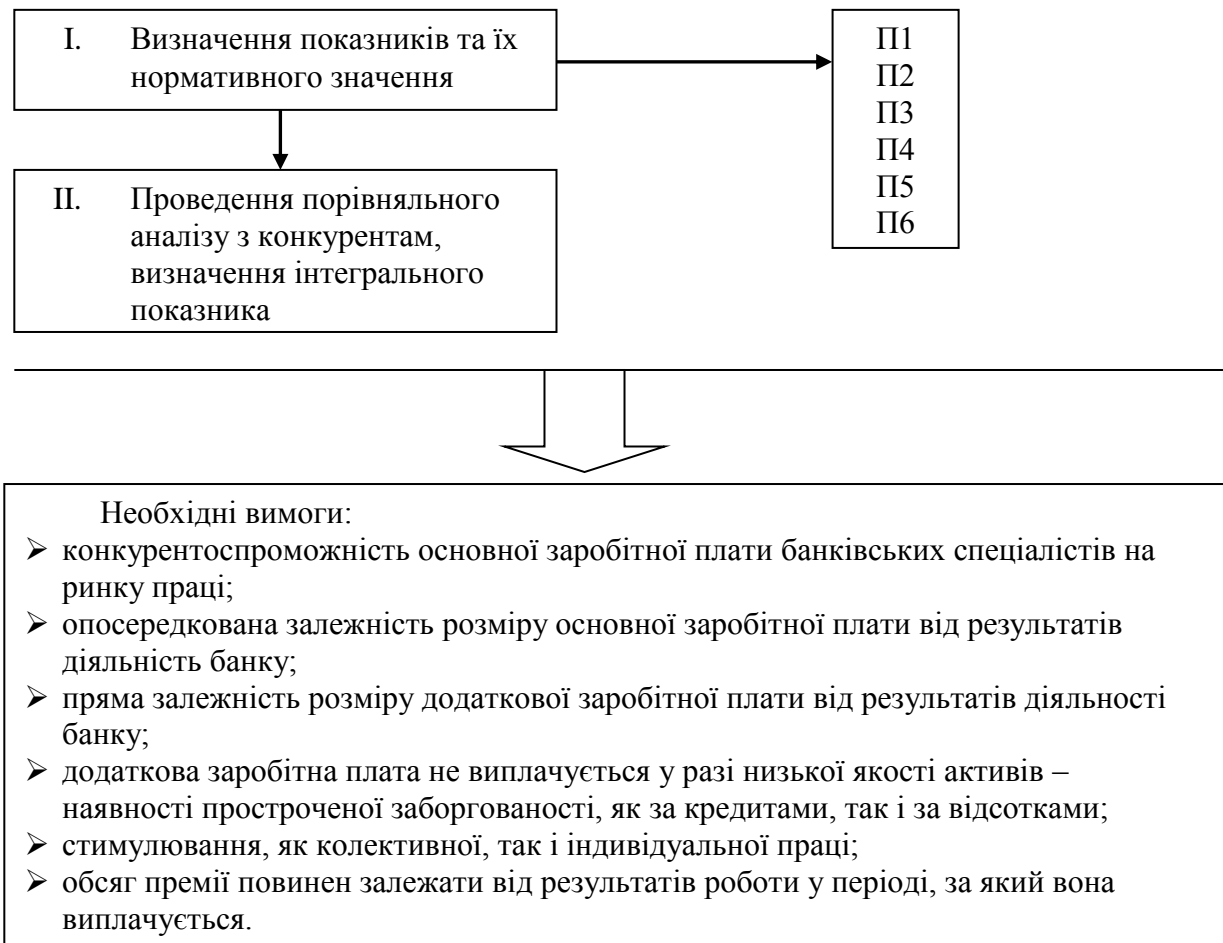 I. Визначення показників та їх
нормативного значення
П1
П2
П3
П4
П5
П6
II. Проведення порівняльного
аналізу з конкурентам,
визначення інтегрального
показника
Необхідні вимоги:
➢ конкурентоспроможність основної заробітної плати банківських спеціалістів на
ринку праці;
➢ опосередкована залежність розміру основної заробітної плати від результатів
діяльність банку;
➢ пряма залежність розміру додаткової заробітної плати від результатів діяльності
банку;
➢ додаткова заробітна плата не виплачується у разі низької якості активів –
наявності простроченої заборгованості, як за кредитами, так і за відсотками;
➢ стимулювання, як колективної, так і індивідуальної праці;
➢ обсяг премії повинен залежати від результатів роботи у періоді, за який вона
виплачується.